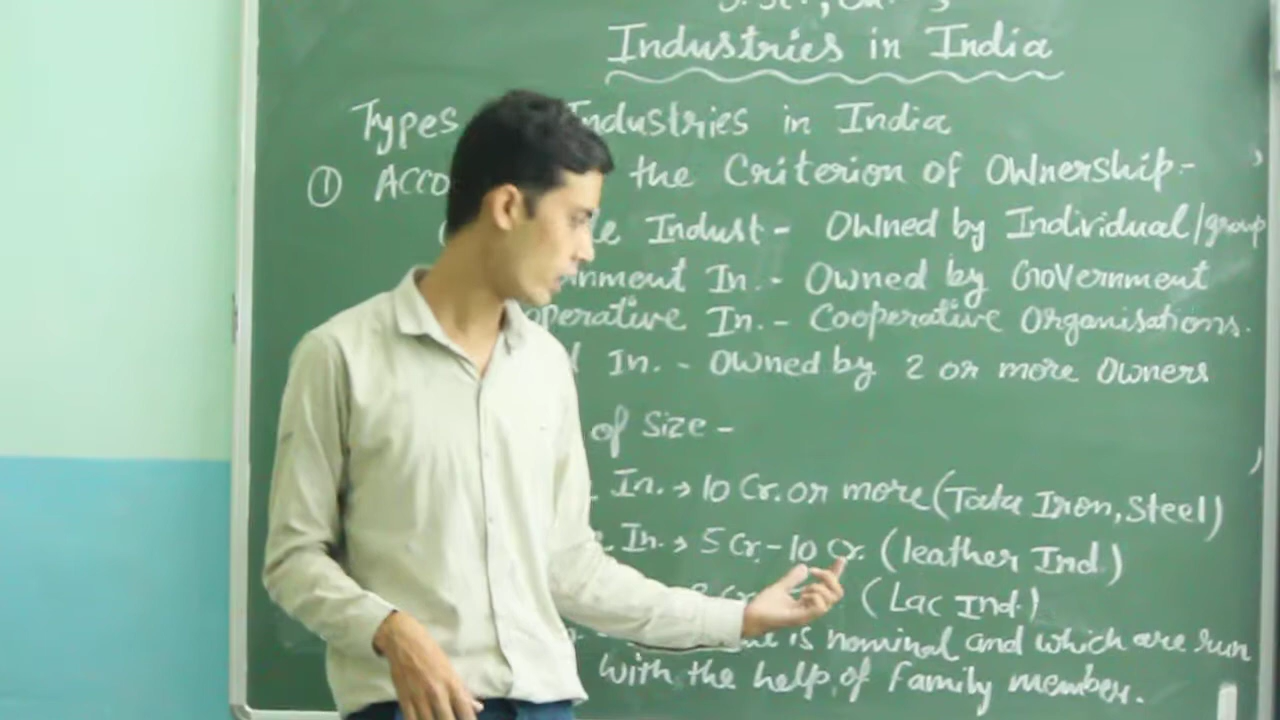 Industries in India
Types Industries in India
① ACCO the Criterion of Ownership:-
Indust - Owned by Individual/group
In. - Owned by Government
In. - Cooperative Organisations.
In. - Owned by 2 or more Owners
of Size -
In. → 10 Cr. or more (Tata Iron, Steel)
In. → 5 Cr. - 10 Cr. (leather Ind.)
(Lac Ind.)
is nominal and which are run
with the help of family member.